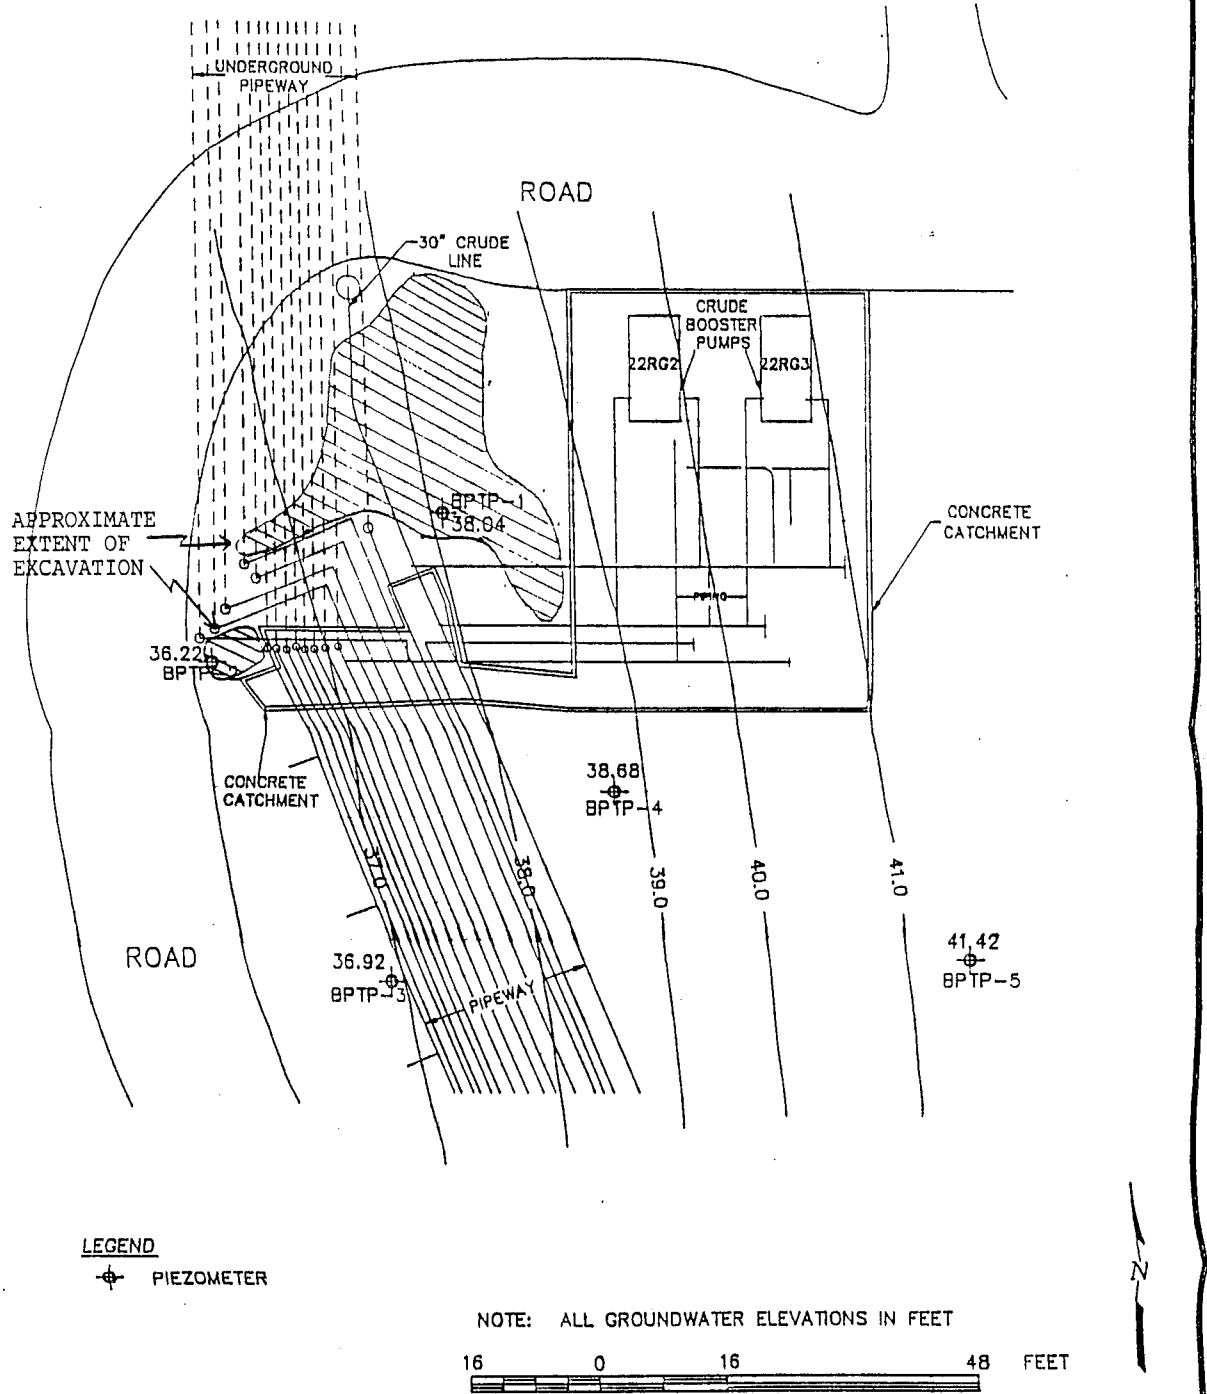 UNDERGROUND
PIPEWAY
ROAD
30" CRUDE
LINE
CRUDE
BOOSTER
PUMPS
22RG2
22RG3
BPTP-1
38.04
APPROXIMATE
EXTENT OF
EXCAVATION
CONCRETE
CATCHMENT
PIPING
36.22
BPTP-
CONCRETE
CATCHMENT
38.68
BPTP-4
37.0
38.0
39.0
40.0
41.0
ROAD
36.92
BPTP-3
PIPEWAY
41.42
BPTP-5
LEGEND
PIEZOMETER
N
NOTE: ALL GROUNDWATER ELEVATIONS IN FEET
16 0 16 48 FEET